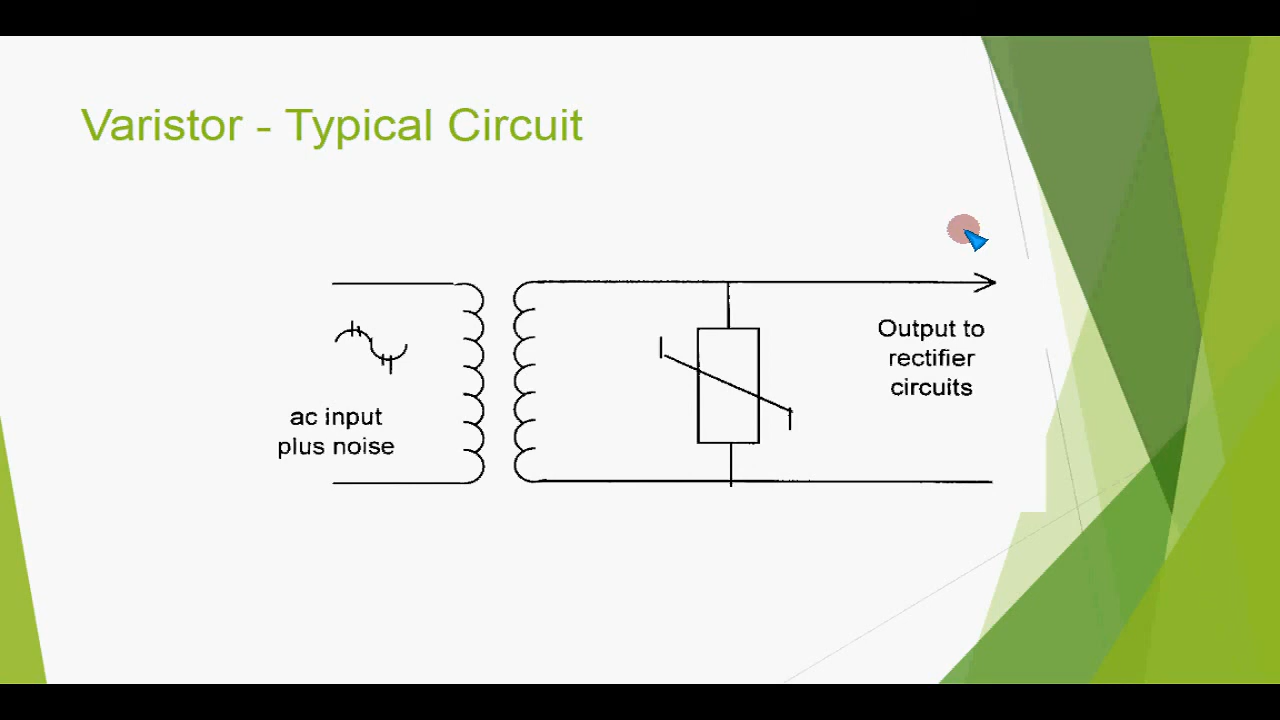 Varistor - Typical Circuit
ac input
plus noise
Output to
rectifier
circuits